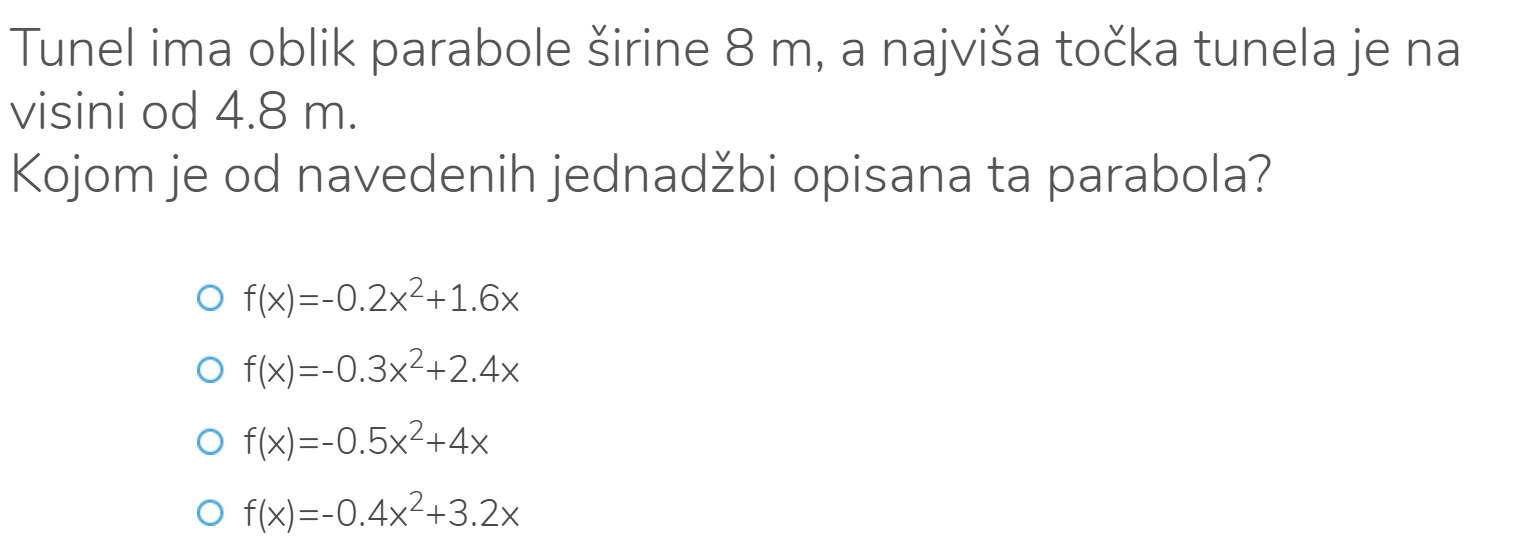 Tunel ima oblik parabole širine 8 m, a najviša točka tunela je na
visini od 4.8 m.
Kojom je od navedenih jednadžbi opisana ta parabola?
f(x)=-0.2x²+1.6x
f(x)=-0.3x²+2.4x
f(x)=-0.5x²+4x
f(x)=-0.4x²+3.2x